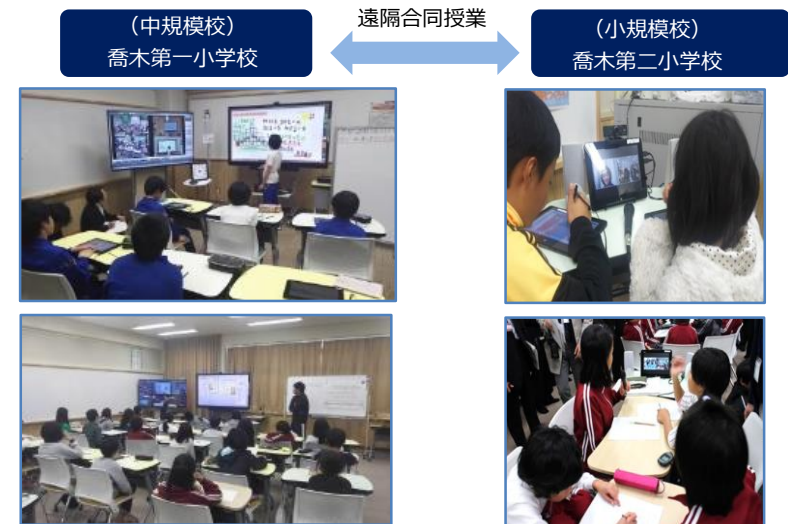 （中規模校）
喬木第一小学校
遠隔合同授業
（小規模校）
喬木第二小学校